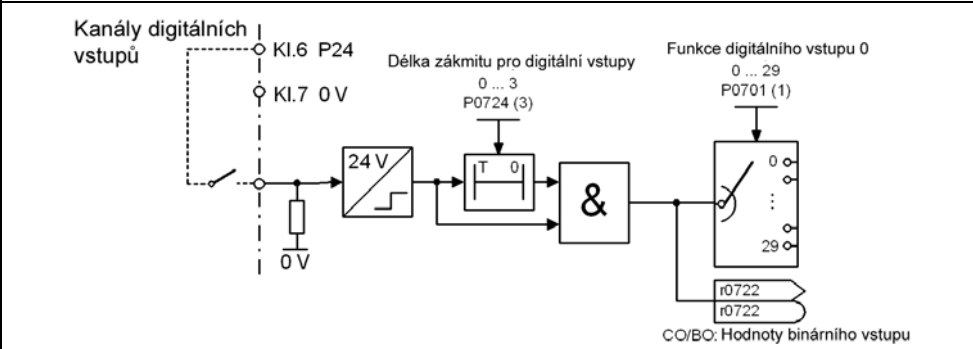 Kanály digitálních
vstupů
Kl.6 P24
Kl.7 0 V
Délka zákmitu pro digitální vstupy
0 ... 3
P0724 (3)
Funkce digitálního vstupu 0
0 ... 29
P0701 (1)
24 V
T 0
&
0
29
0 V
r0722
r0722
CO/BO: Hodnoty binárního vstupu